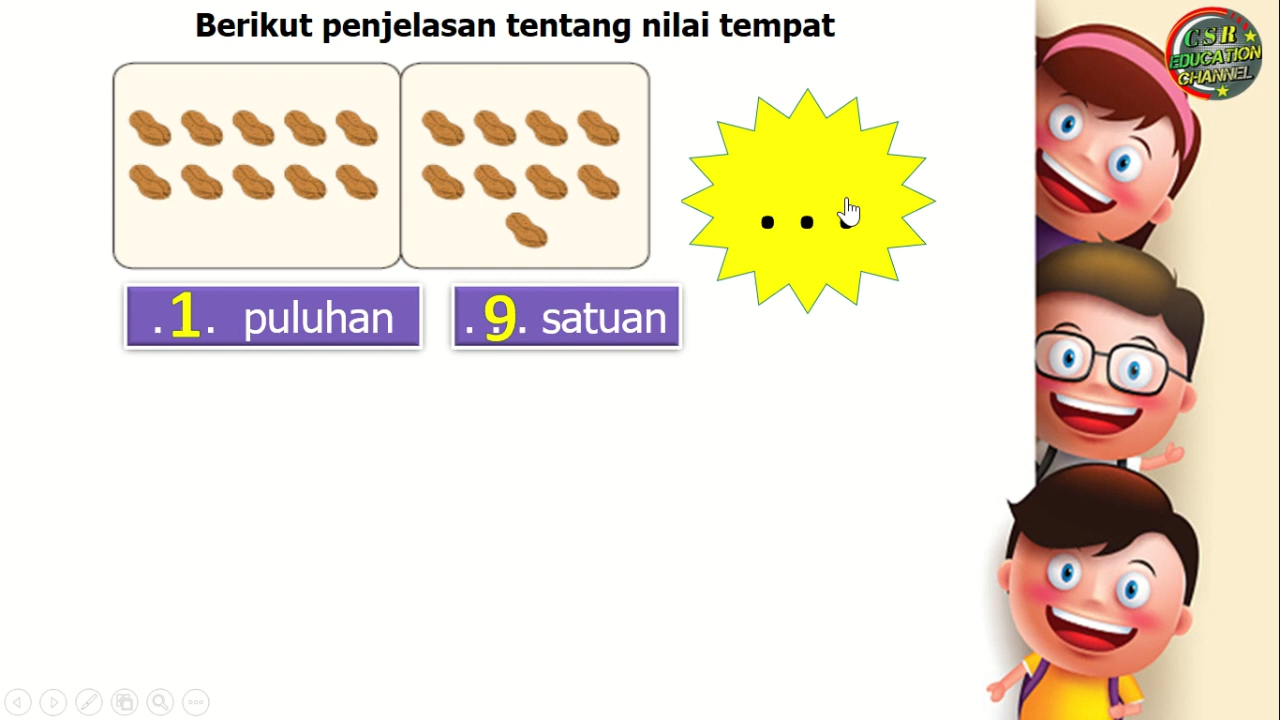 Berikut penjelasan tentang nilai tempat
CSR
EDUCATION
CHANNEL
. . .
.1. puluhan
.9. satuan